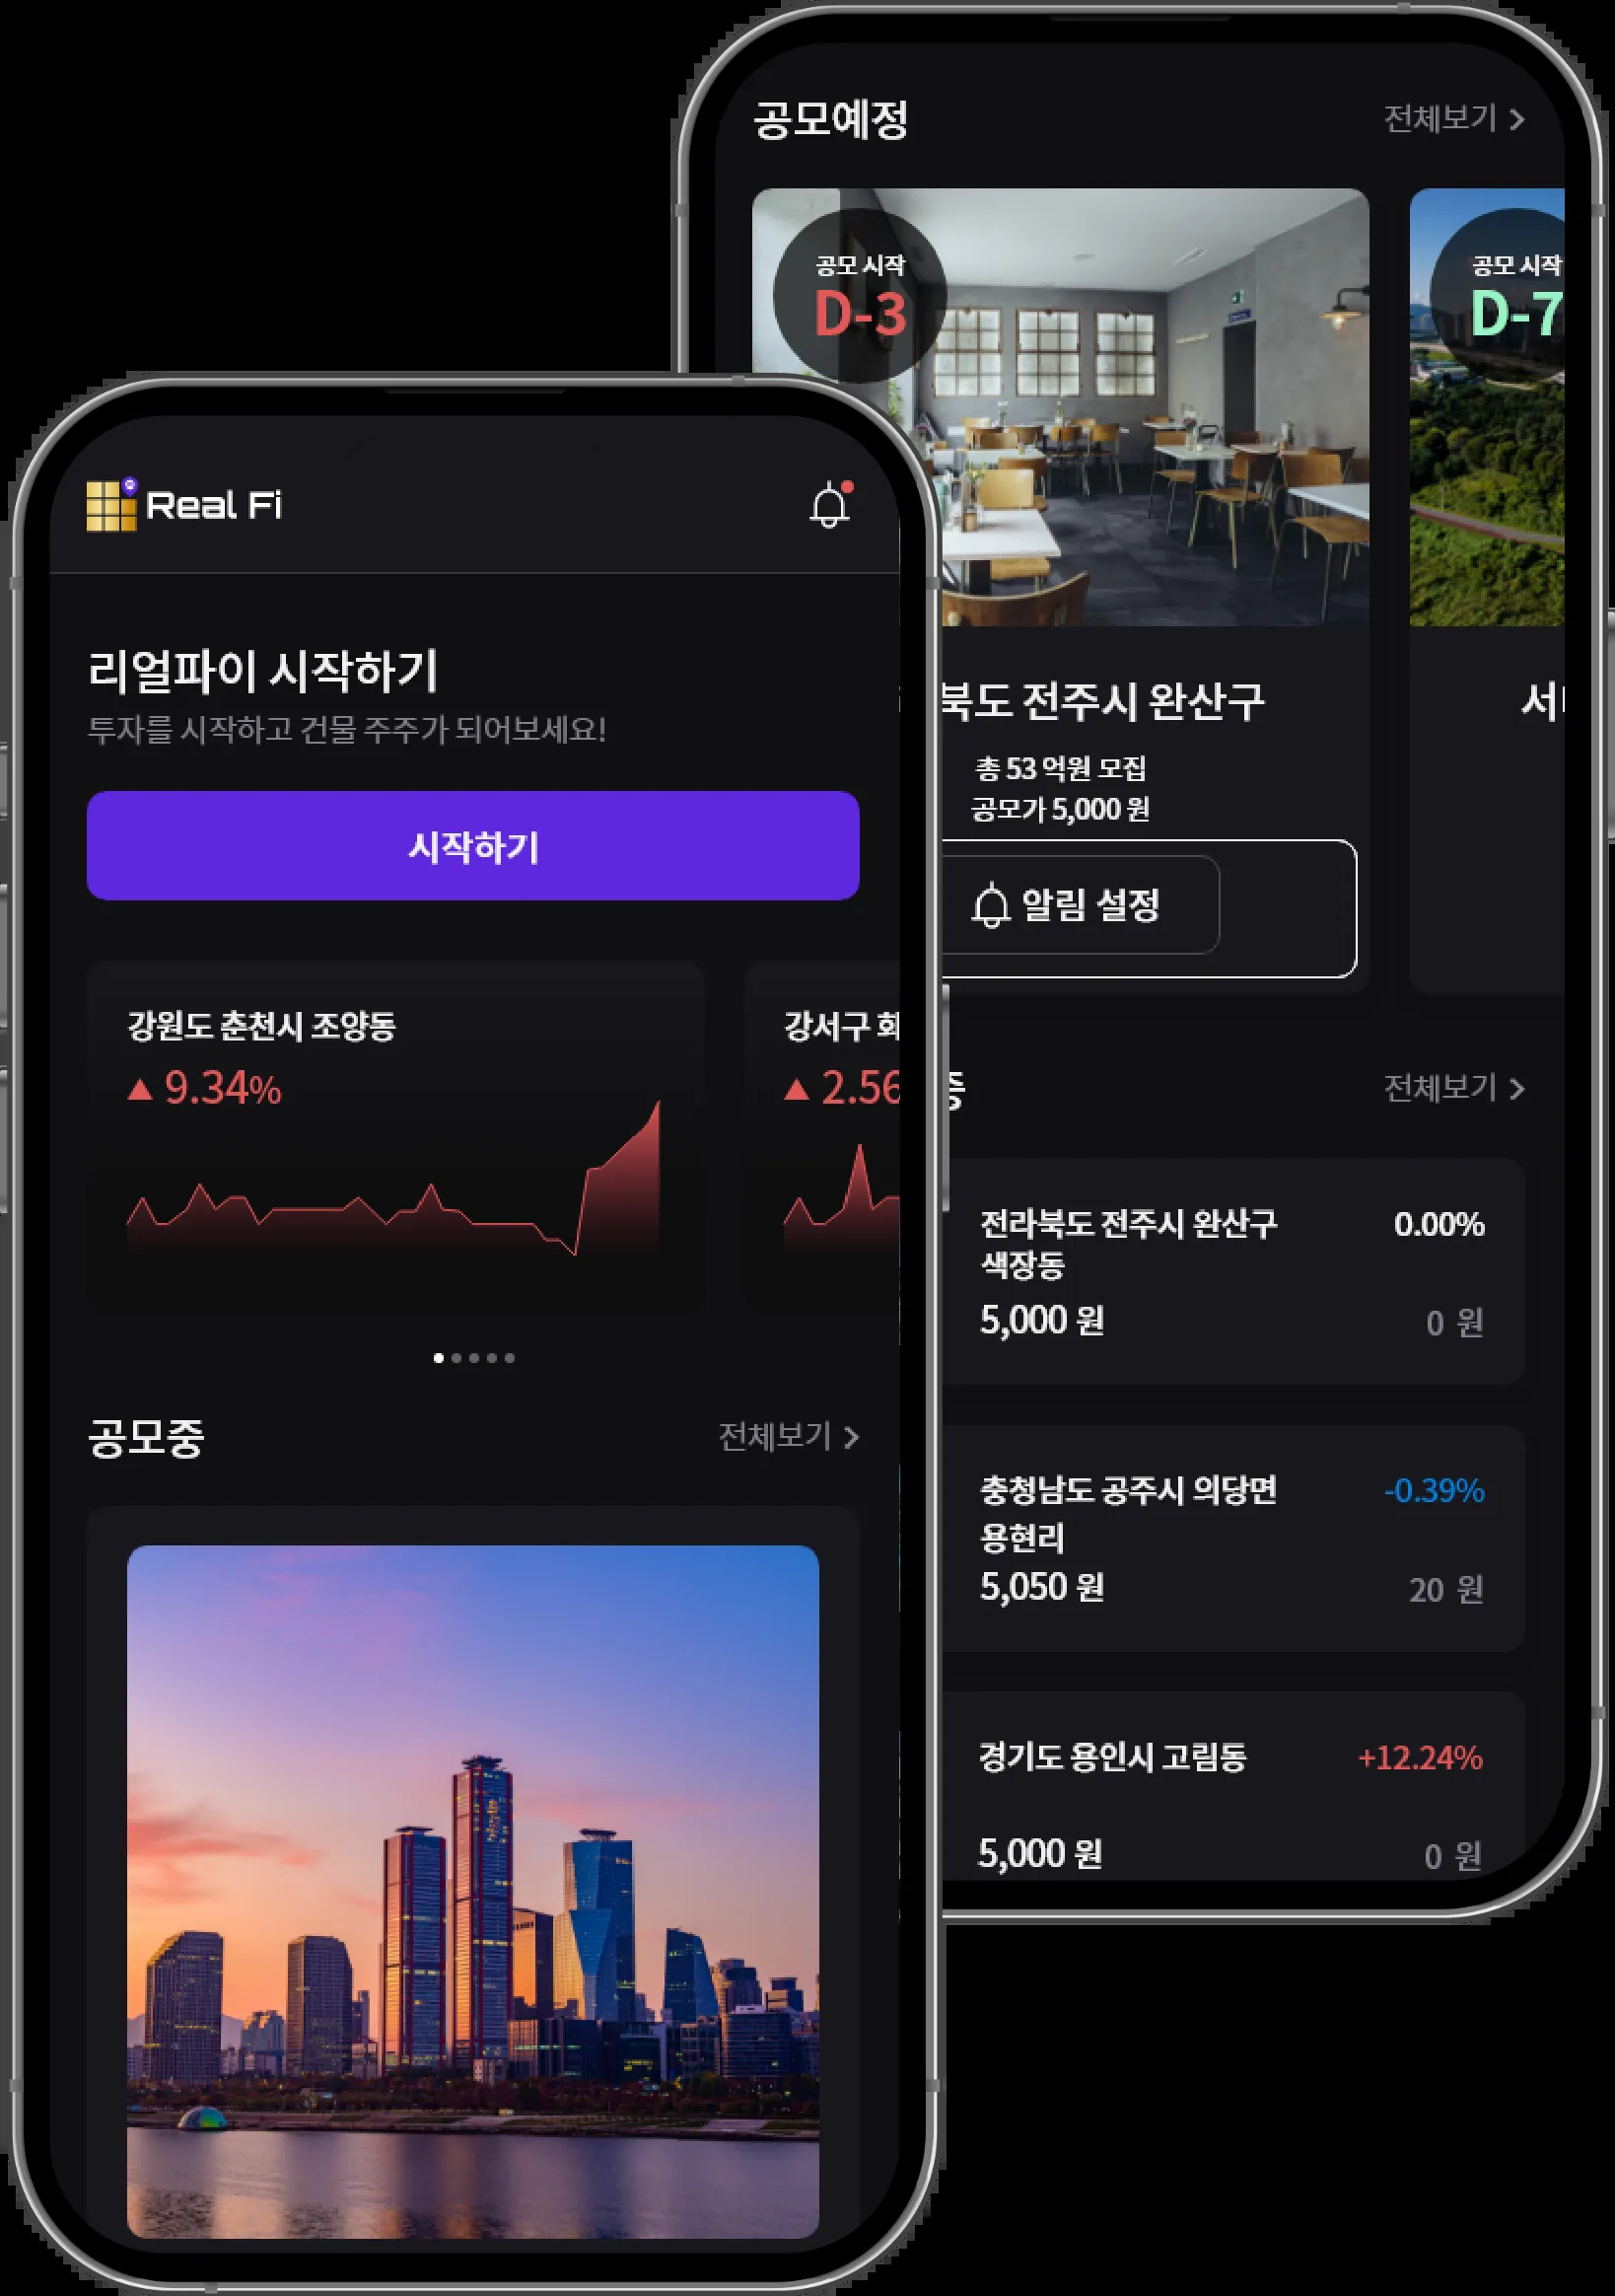 공모예정
전체보기
공모 시작
D-3
공모 시작
D-7
북도 전주시 완산구
총 53 억원 모집
공모가 5,000 원
알림 설정
전체보기
전라북도 전주시 완산구
색장동
0.00%
5,000 원
0 원
충청남도 공주시 의당면
용현리
-0.39%
5,050 원
20 원
경기도 용인시 고림동
+12.24%
5,000 원
0 원
Real Fi
리얼파이 시작하기
투자를 시작하고 건물 주주가 되어보세요!
시작하기
강원도 춘천시 조양동
▲ 9.34%
강서구
▲ 2.56
공모중
전체보기